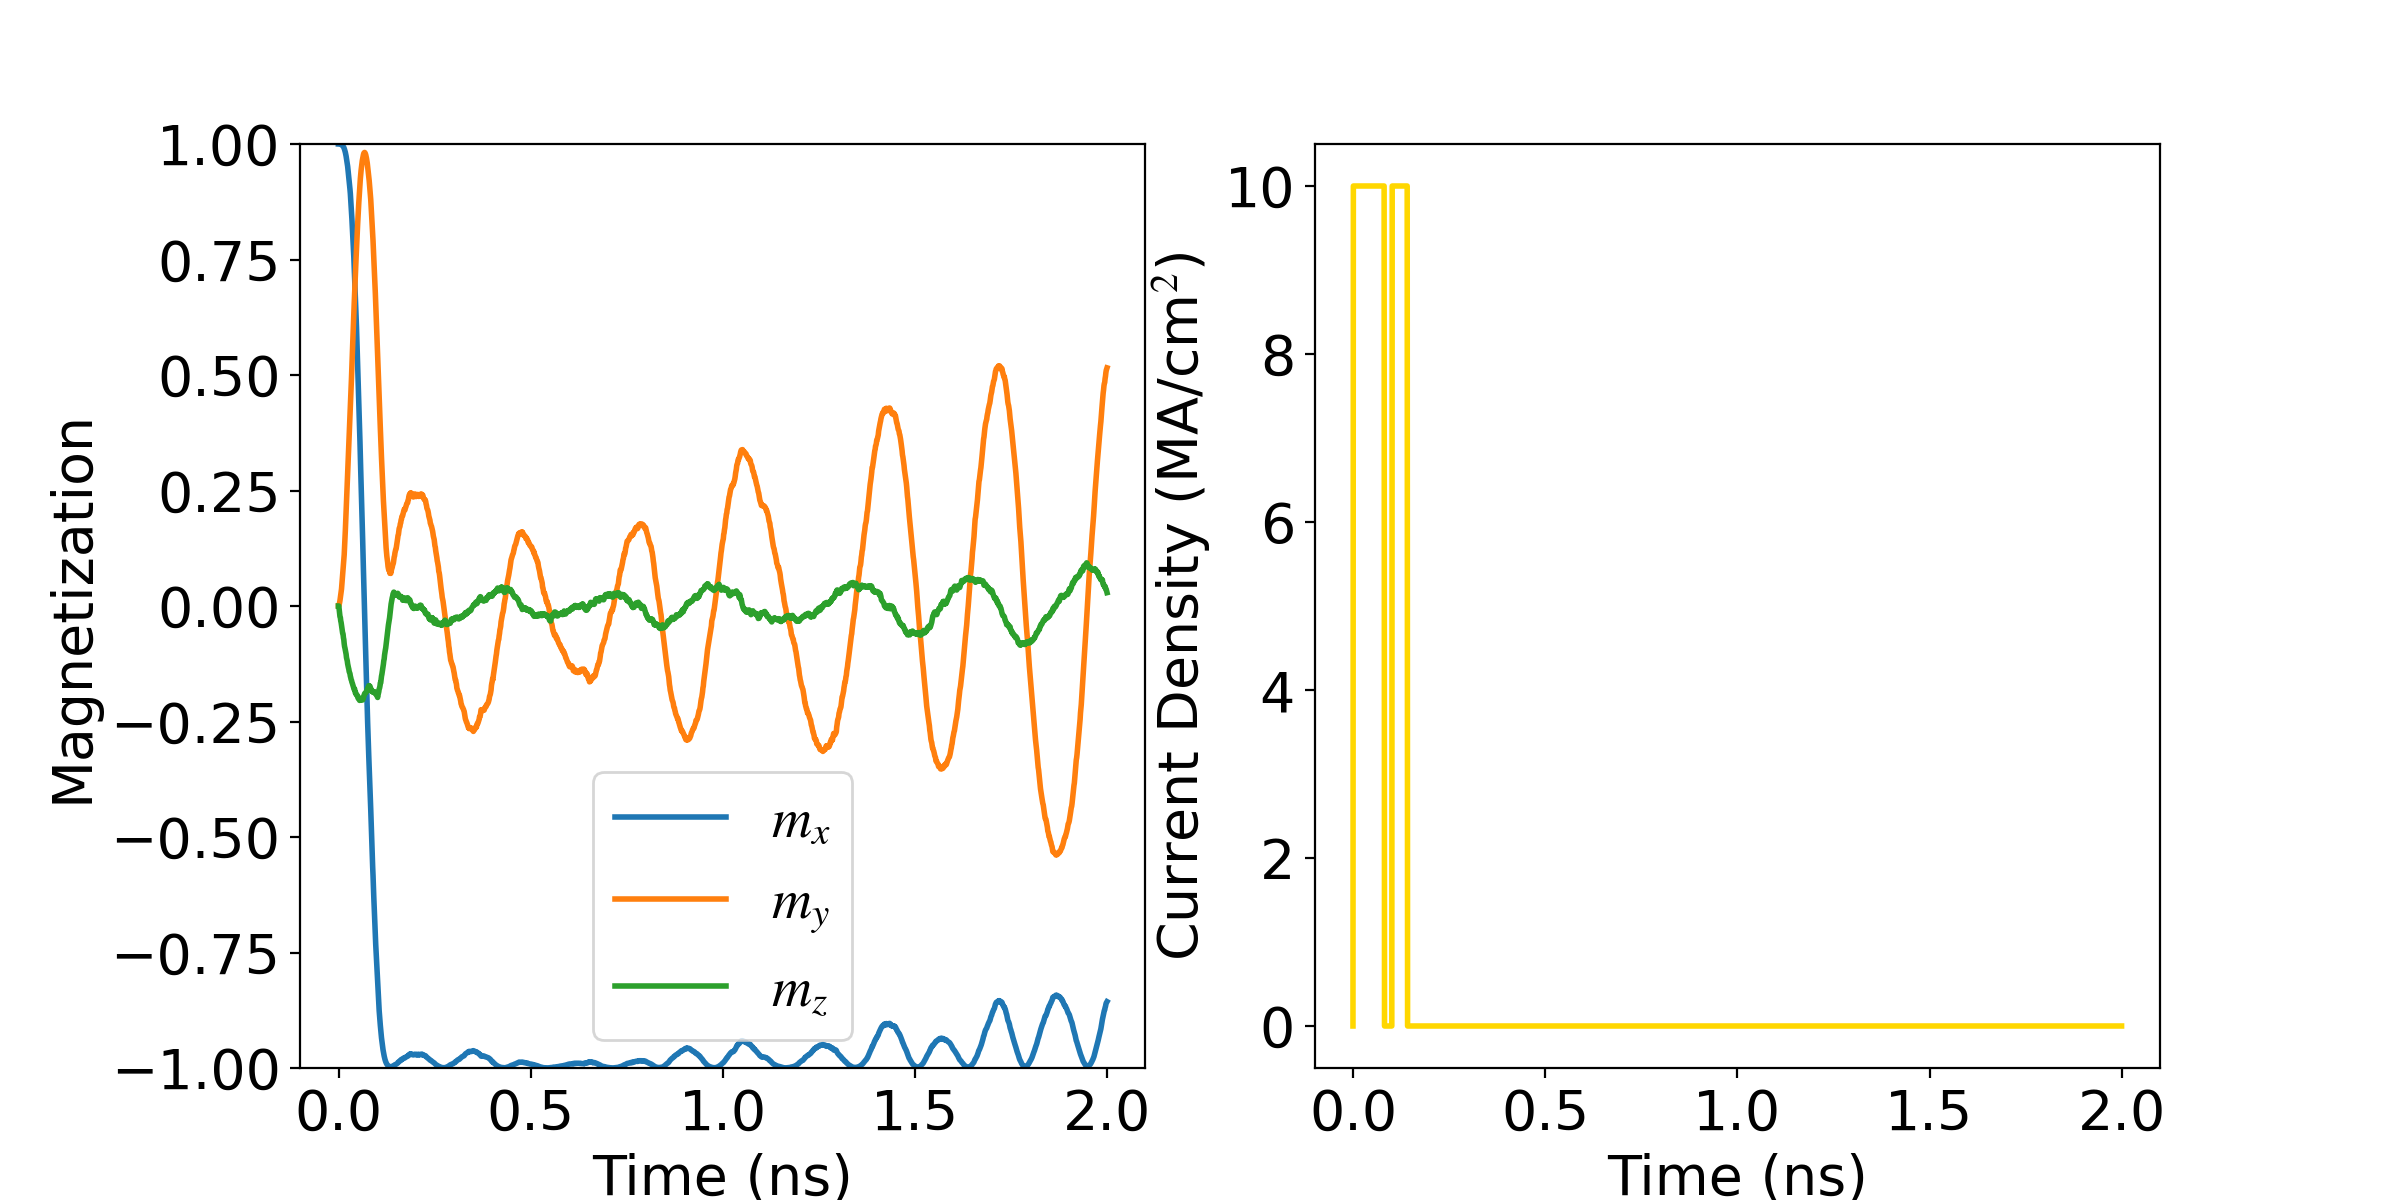 Magnetization
1.00
0.75
0.50
0.25
0.00
−0.25
−0.50
−0.75
−1.00
0.0 0.5 1.0 1.5 2.0
Time (ns)
m_x
m_y
m_z
Current Density (MA/cm²)
10
8
6
4
2
0
0.0 0.5 1.0 1.5 2.0
Time (ns)